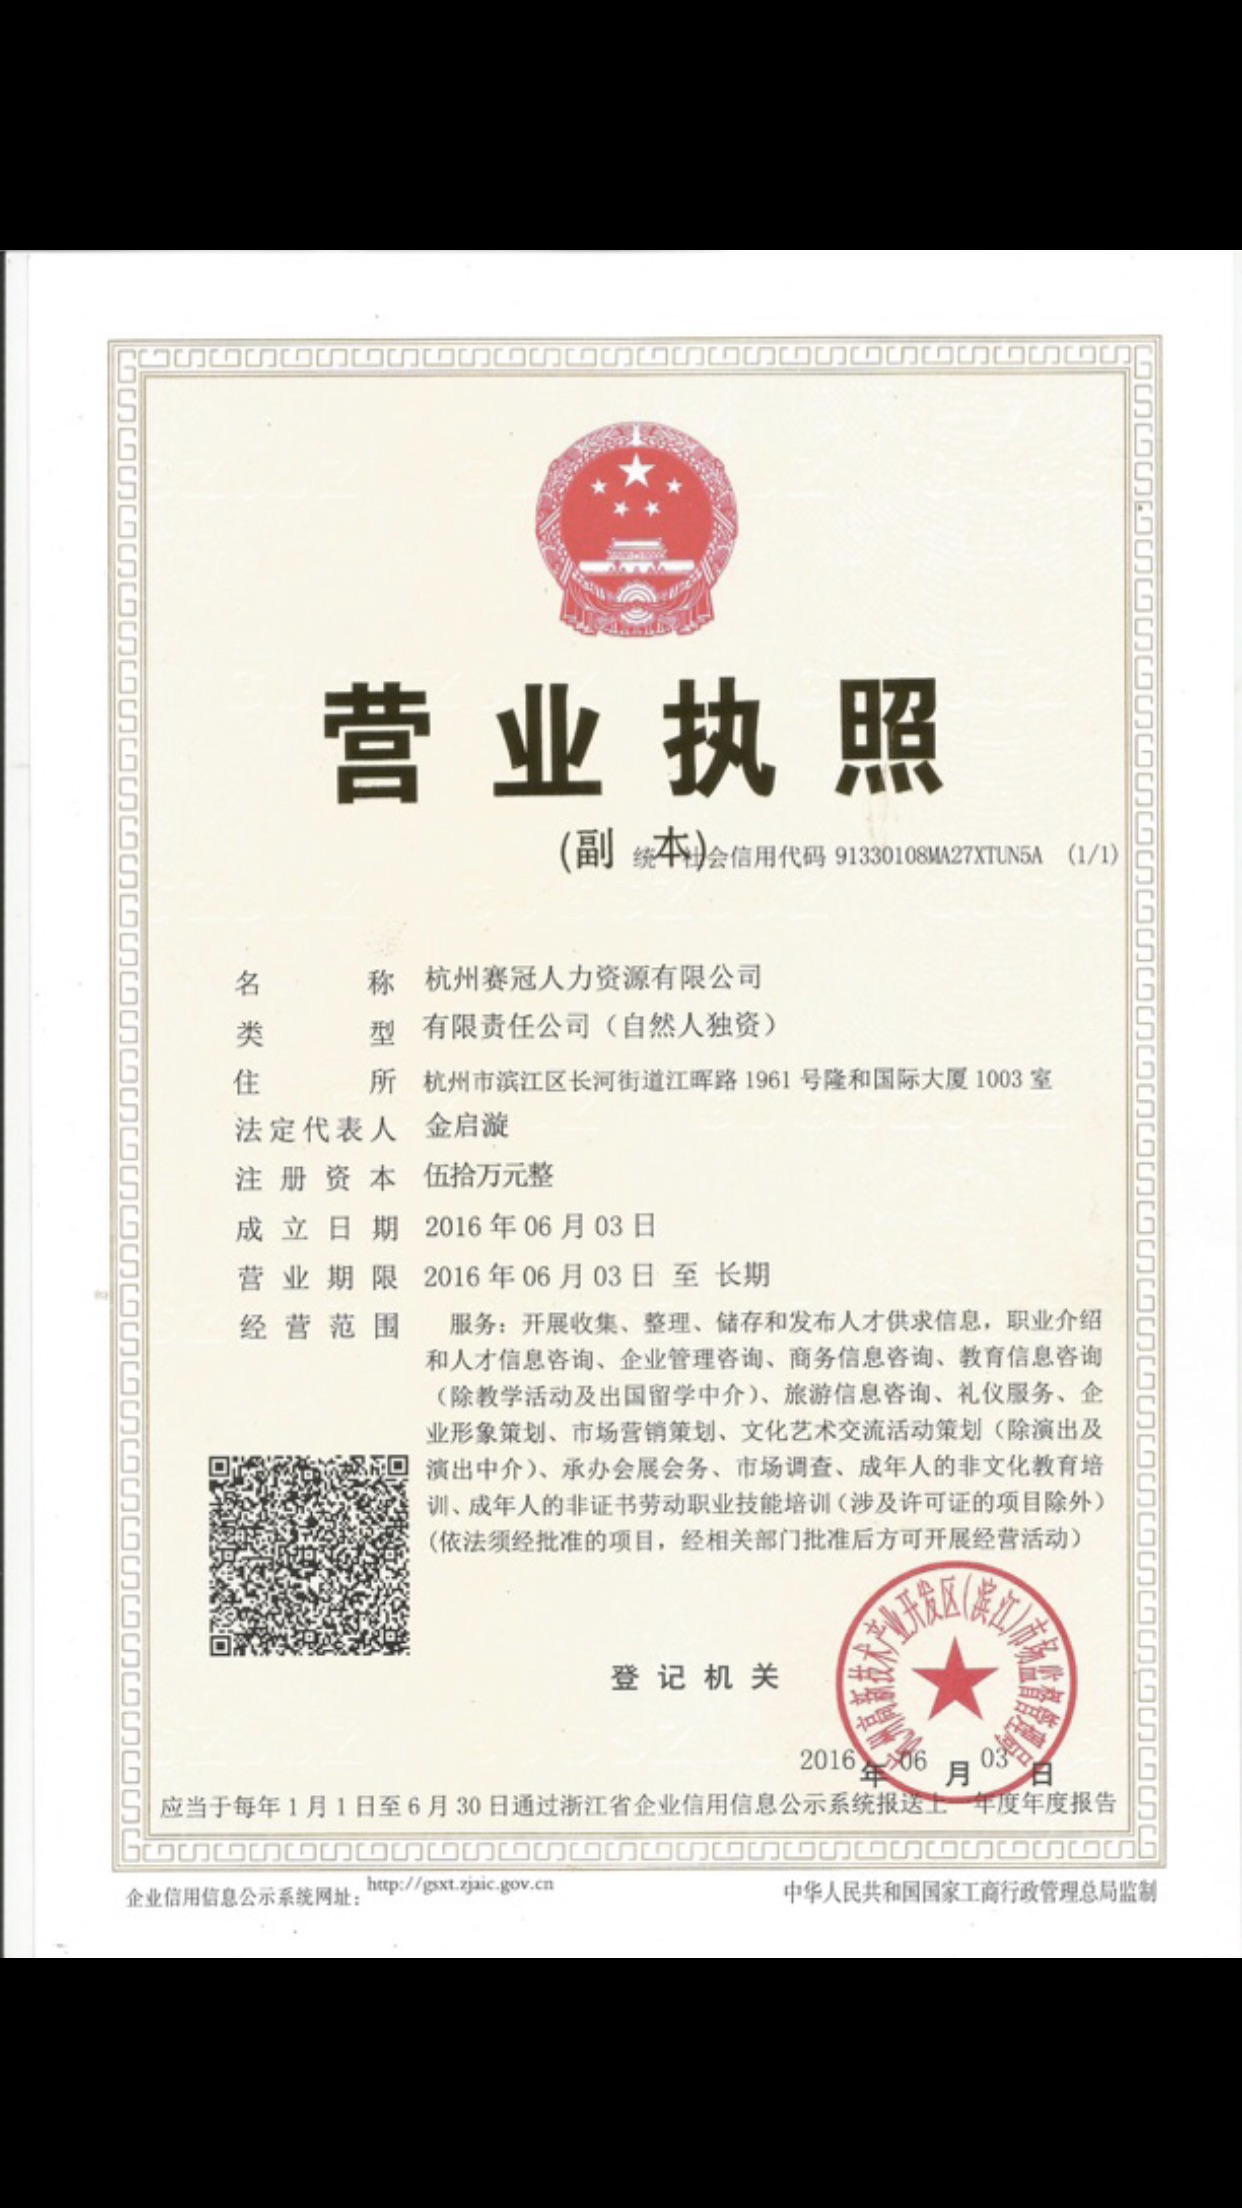 营业执照
(副 本)
统一社会信用代码 91330108MA27XTUN5A (1/1)
名 称 杭州赛冠人力资源有限公司
类 型 有限责任公司（自然人独资）
住 所 杭州市滨江区长河街道江晖路 1961 号隆和国际大厦 1003 室
法定代表人 金启漩
注册资本 伍拾万元整
成立日期 2016 年 06 月 03 日
营业期限 2016 年 06 月 03 日 至 长期
经营范围 服务：开展收集、整理、储存和发布人才供求信息，职业介绍
和人才信息咨询、企业管理咨询、商务信息咨询、教育信息咨询
（除教学活动及出国留学中介）、旅游信息咨询、礼仪服务、企
业形象策划、市场营销策划、文化艺术交流活动策划（除演出及
演出中介）、承办会展会务、市场调查、成年人的非文化教育培
训、成年人的非证书劳动职业技能培训（涉及许可证的项目除外）
(依法须经批准的项目，经相关部门批准后方可开展经营活动)
杭州高新技术产业开发区(滨江)市场监督管理局
登记机关
2016 年 06 月 03 日
应当于每年 1 月 1 日至 6 月 30 日通过浙江省企业信用信息公示系统报送上一年度年度报告
企业信用信息公示系统网址： http://gsxt.zjaic.gov.cn
中华人民共和国国家工商行政管理总局监制